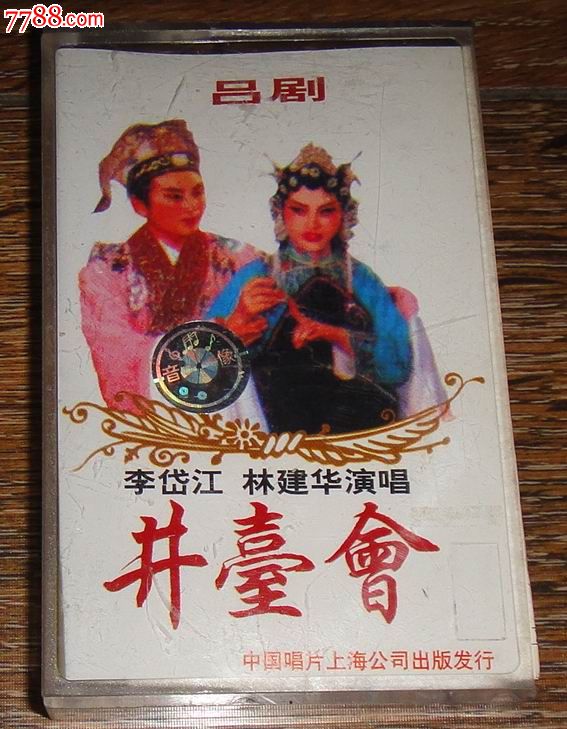 7788.com
吕剧
音像
李岱江 林建华演唱
井臺會
中国唱片上海公司出版发行